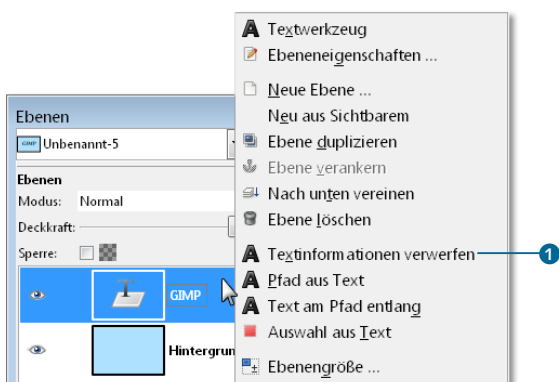 Textwerkzeug
Ebeneneigenschaften ...
Neue Ebene ...
Neu aus Sichtbarem
Ebene duplizieren
Ebene verankern
Nach unten vereinen
Ebene löschen
Textinformationen verwerfen
1
Pfad aus Text
Text am Pfad entlang
Auswahl aus Text
Ebenengröße ...
Ebenen
GIMP Unbenannt-5
Ebenen
Modus: Normal
Deckkraft:
Sperre:
GIMP
Hintergrun